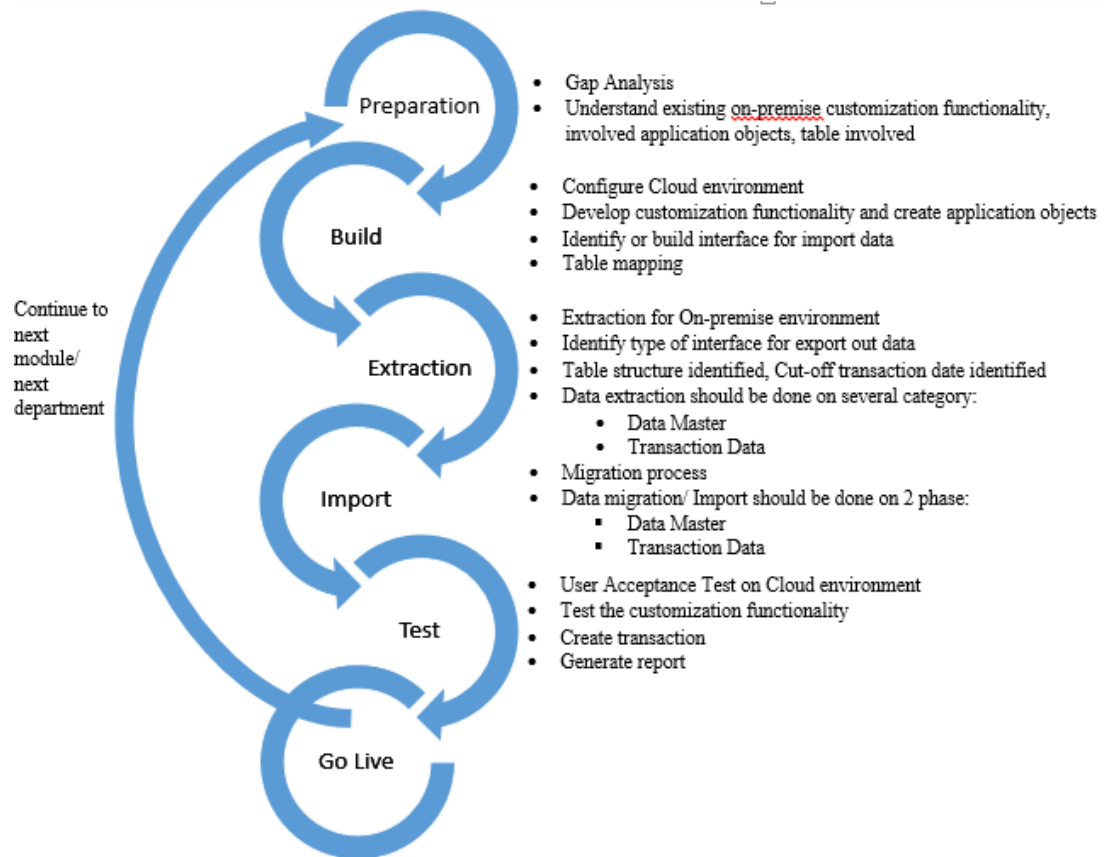 Preparation
• Gap Analysis
• Understand existing on-premise customization functionality,
involved application objects, table involved
Build
• Configure Cloud environment
• Develop customization functionality and create application objects
• Identify or build interface for import data
• Table mapping
Continue to
next
module/
next
department
Extraction
• Extraction for On-premise environment
• Identify type of interface for export out data
• Table structure identified, Cut-off transaction date identified
• Data extraction should be done on several category:
• Data Master
• Transaction Data
Import
• Migration process
• Data migration/ Import should be done on 2 phase:
▪ Data Master
▪ Transaction Data
Test
• User Acceptance Test on Cloud environment
• Test the customization functionality
• Create transaction
• Generate report
Go Live